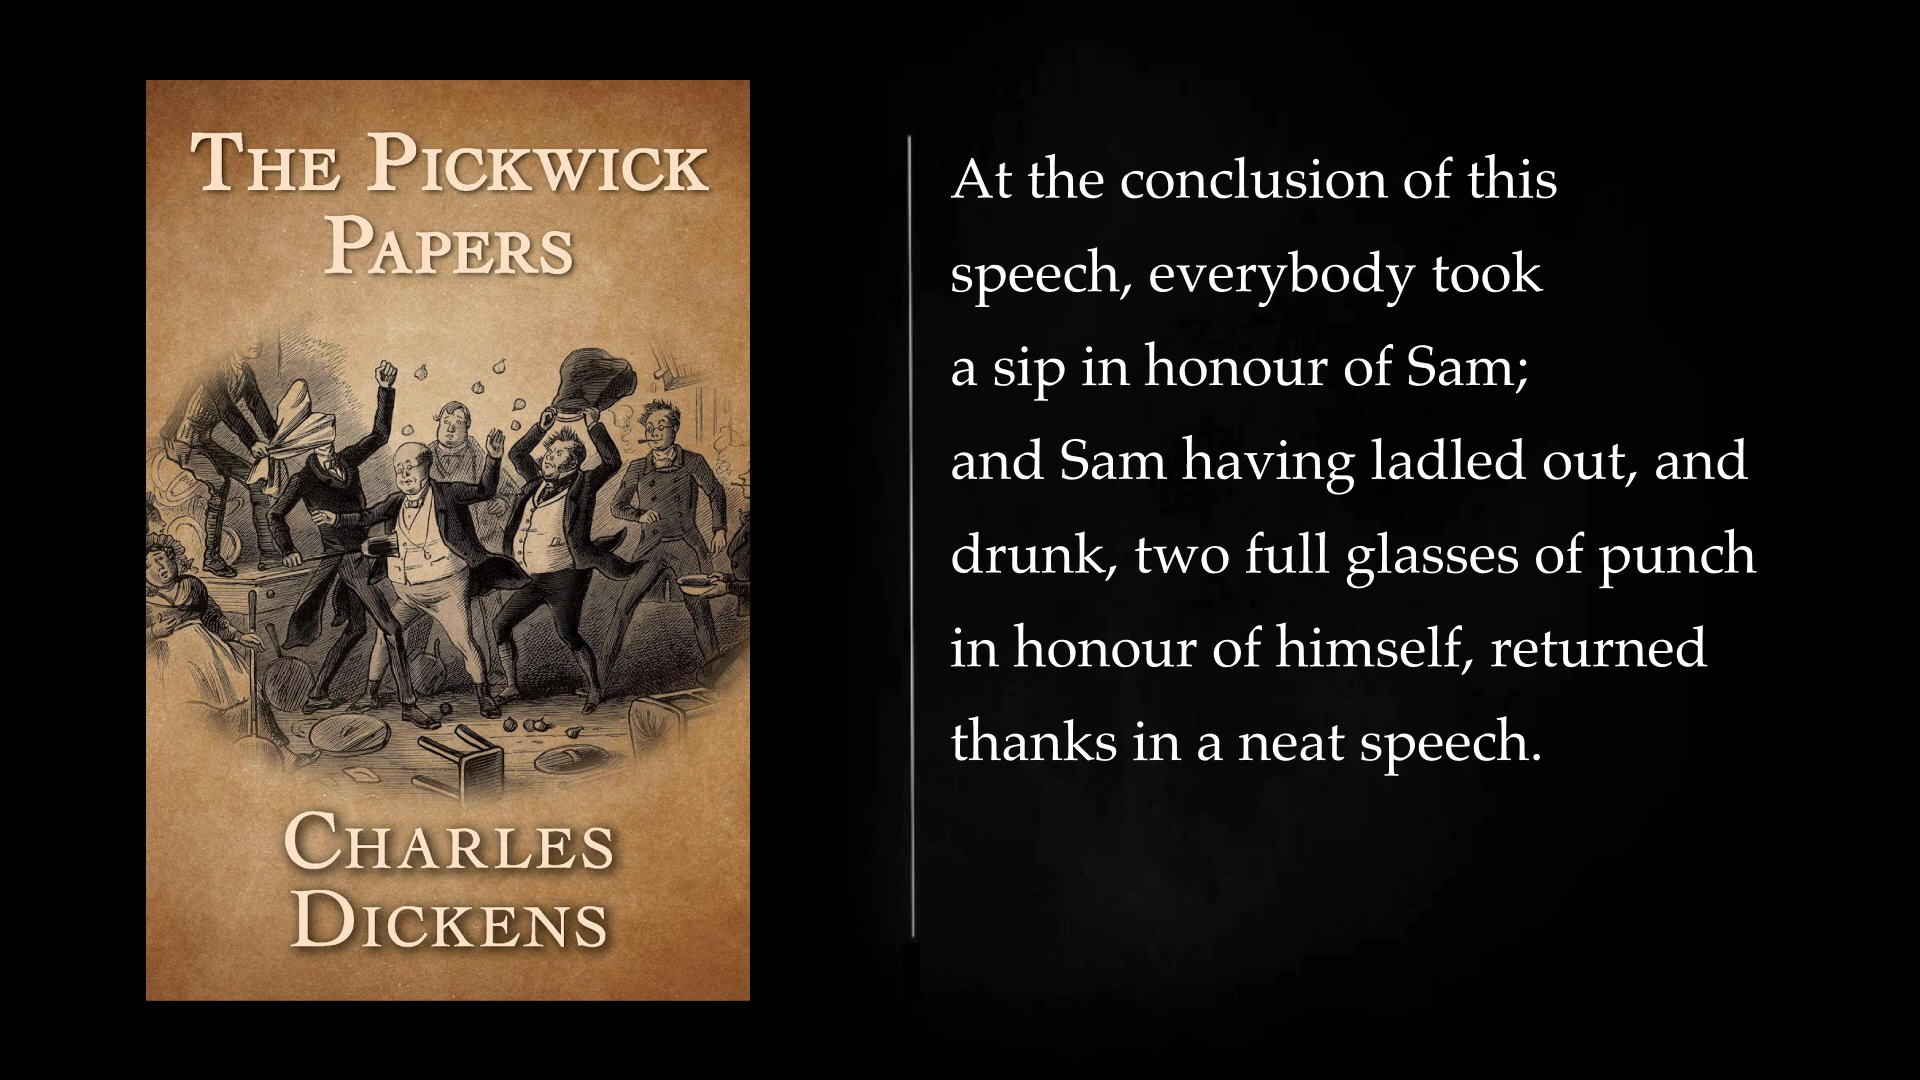 The Pickwick
Papers
Charles
Dickens
At the conclusion of this
speech, everybody took
a sip in honour of Sam;
and Sam having ladled out, and
drunk, two full glasses of punch
in honour of himself, returned
thanks in a neat speech.